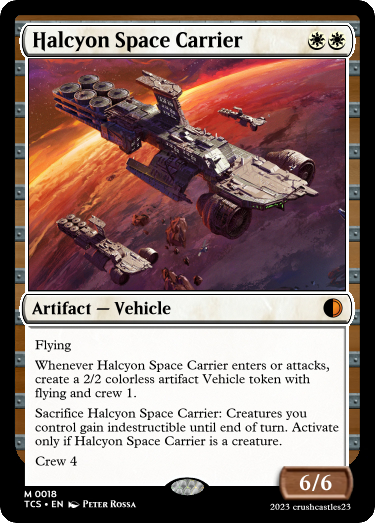 Halcyon Space Carrier
Artifact — Vehicle
Flying
Whenever Halcyon Space Carrier enters or attacks,
create a 2/2 colorless artifact Vehicle token with
flying and crew 1.
Sacrifice Halcyon Space Carrier: Creatures you
control gain indestructible until end of turn. Activate
only if Halcyon Space Carrier is a creature.
Crew 4
6/6
M 0018
TCS • EN Peter Rossa
2023 crushcastles23